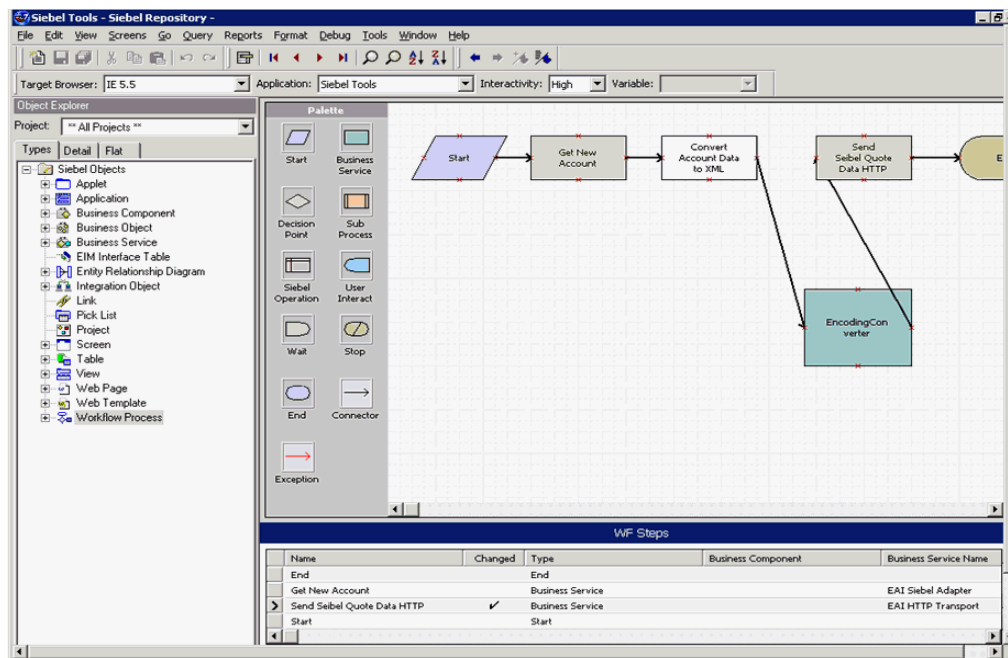 Siebel Tools - Siebel Repository -
File Edit View Screens Go Query Reports Format Debug Tools Window Help
Target Browser: IE 5.5 Application: Siebel Tools Interactivity: High Variable:
Object Explorer
Project: ** All Projects **
Types Detail Flat
Siebel Objects
Applet
Application
Business Component
Business Object
Business Service
EIM Interface Table
Entity Relationship Diagram
Integration Object
Link
Pick List
Project
Screen
Table
View
Web Page
Web Template
Workflow Process
Palette
Start
Business
Service
Decision
Point
Sub
Process
Siebel
Operation
User
Interact
Wait
Stop
End
Connector
Exception
Start
Get New
Account
Convert
Account Data
to XML
Send
Seibel Quote
Data HTTP
E
EncodingCon
verter
WF Steps
Name Changed Type Business Component Business Service Name
End End
Get New Account Business Service EAI Siebel Adapter
Send Seibel Quote Data HTTP ✓ Business Service EAI HTTP Transport
Start Start